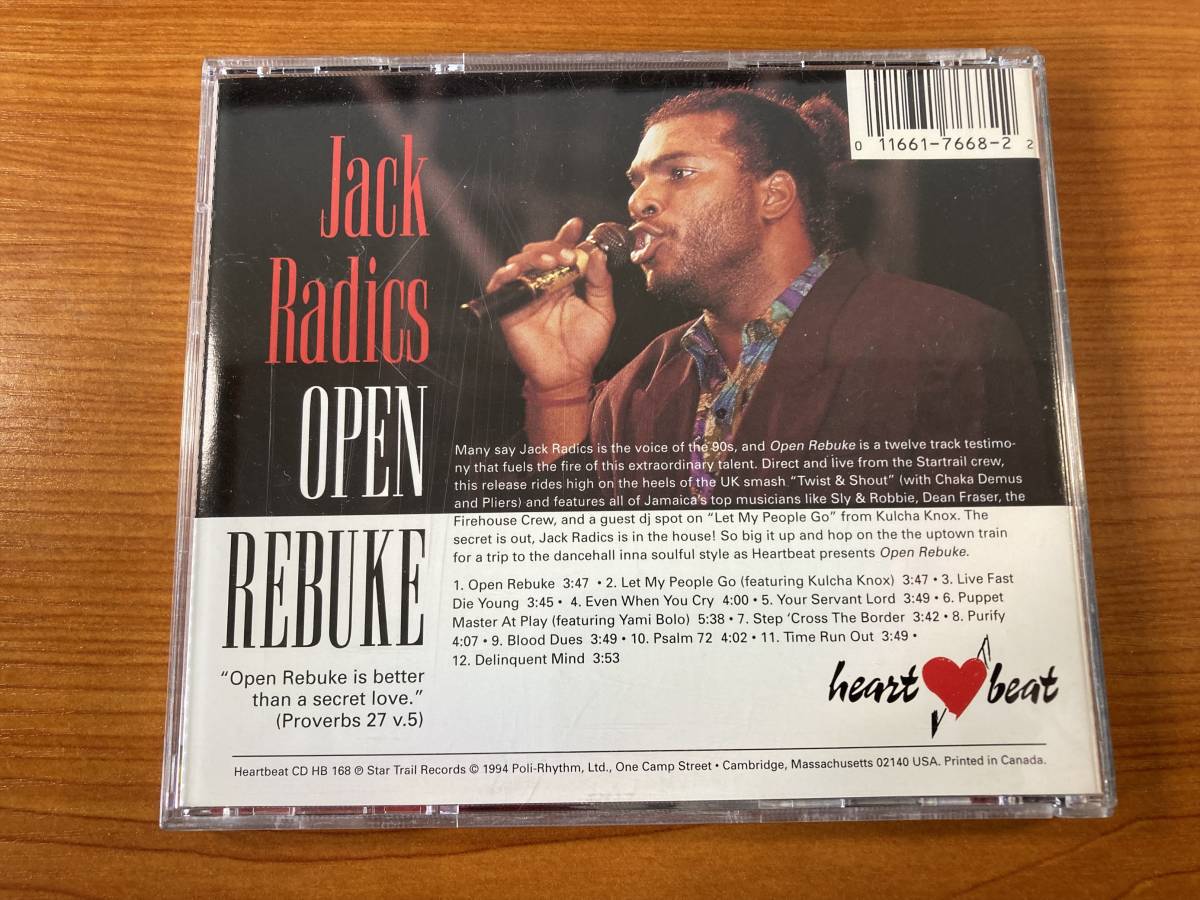 Jack
Radics
OPEN
REBUKE
"Open Rebuke is better
than a secret love."
(Proverbs 27 v.5)
0 11661-7668-2 2
Many say Jack Radics is the voice of the 90s, and Open Rebuke is a twelve track testimo-
ny that fuels the fire of this extraordinary talent. Direct and live from the Startrail crew,
this release rides high on the heels of the UK smash "Twist & Shout" (with Chaka Demus
and Pliers) and features all of Jamaica's top musicians like Sly & Robbie, Dean Fraser, the
Firehouse Crew, and a guest dj spot on "Let My People Go" from Kulcha Knox. The
secret is out, Jack Radics is in the house! So big it up and hop on the the uptown train
for a trip to the dancehall inna soulful style as Heartbeat presents Open Rebuke.
1. Open Rebuke 3:47 • 2. Let My People Go (featuring Kulcha Knox) 3:47 • 3. Live Fast
Die Young 3:45 • 4. Even When You Cry 4:00 • 5. Your Servant Lord 3:49 • 6. Puppet
Master At Play (featuring Yami Bolo) 5:38 • 7. Step 'Cross The Border 3:42 • 8. Purify
4:07 • 9. Blood Dues 3:49 • 10. Psalm 72 4:02 • 11. Time Run Out 3:49 •
12. Delinquent Mind 3:53
heart beat
Heartbeat CD HB 168 ℗ Star Trail Records © 1994 Poli-Rhythm, Ltd., One Camp Street • Cambridge, Massachusetts 02140 USA. Printed in Canada.